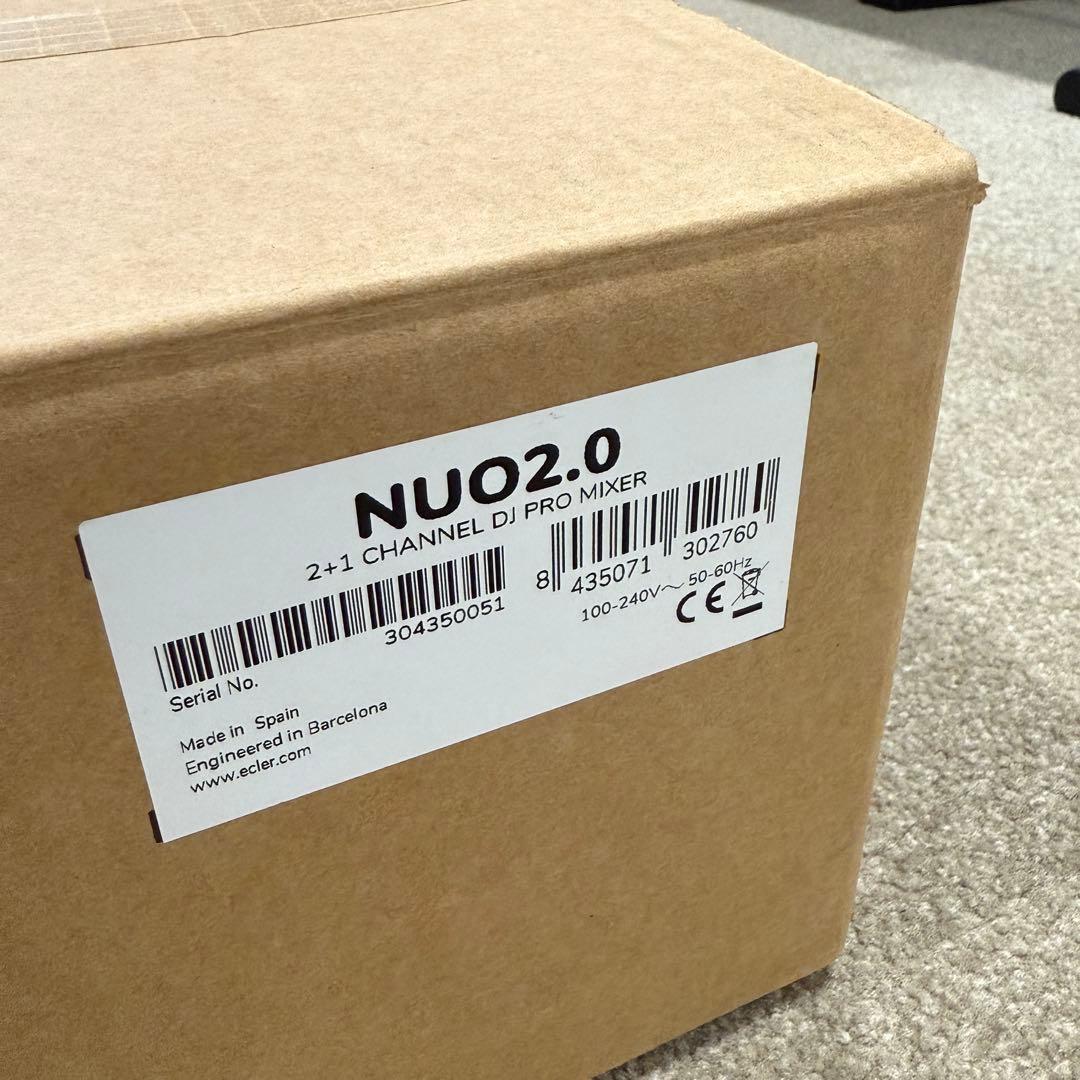 NUO2.0
2+1 CHANNEL DJ PRO MIXER
304350051
Serial No.
8 435071 302760
100-240V~ 50-60Hz
CE
Made in Spain
Engineered in Barcelona
www.ecler.com